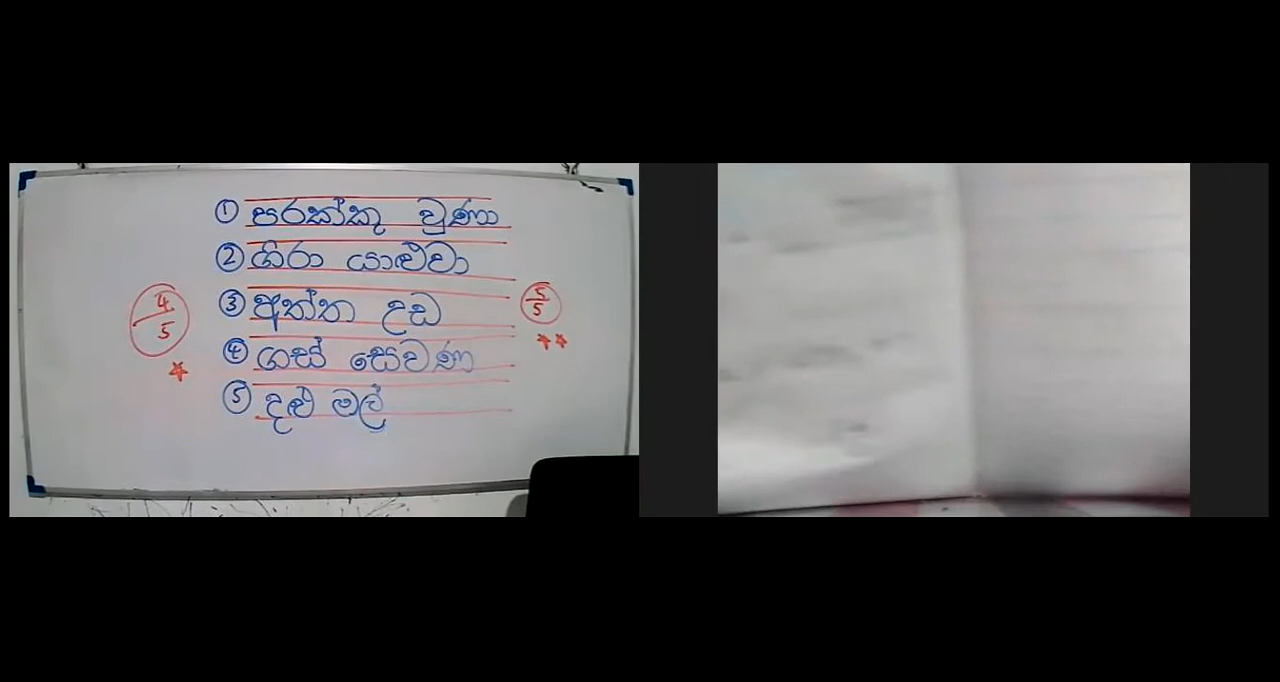 ① පරක්කු වුණා
② ගිරා යාළුවා
③ අත්ත උඩ
④ ගස් සෙවණ
⑤ දළු මල්
4/5
5/5